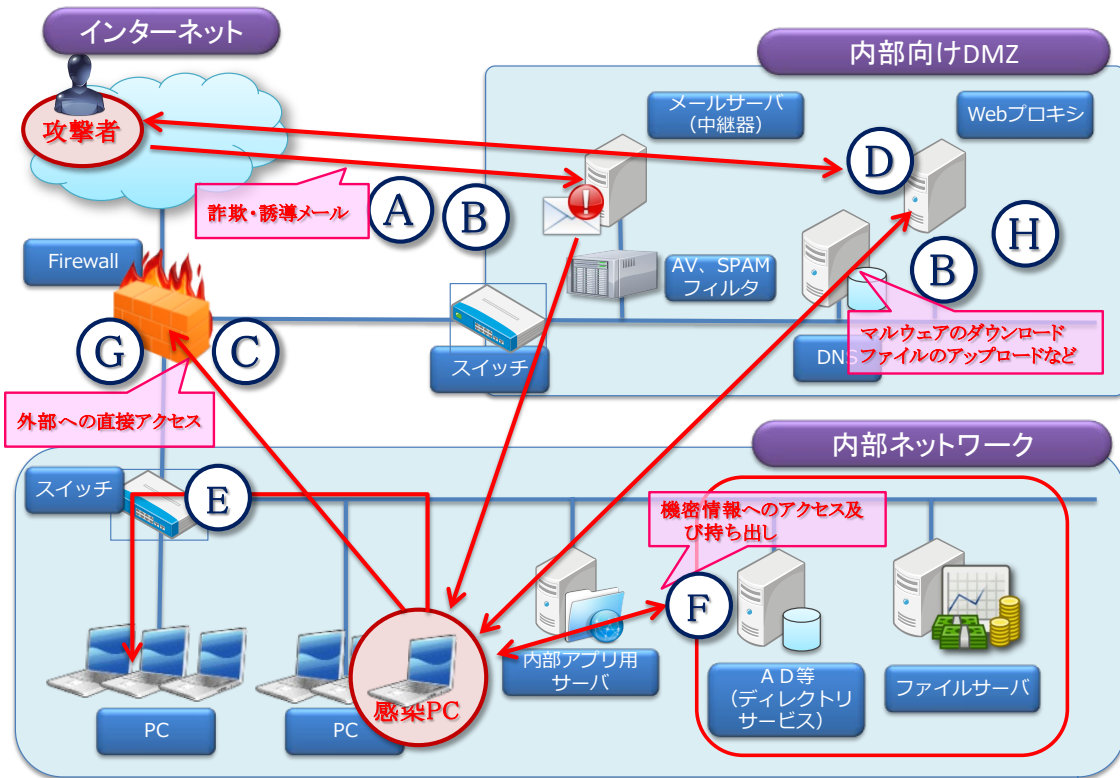 インターネット
内部向けDMZ
攻撃者
メールサーバ
(中継器)
Webプロキシ
D
詐欺・誘導メール
A
B
H
Firewall
AV、SPAM
フィルタ
B
G
C
スイッチ
DNS
マルウェアのダウンロード
ファイルのアップロードなど
外部への直接アクセス
内部ネットワーク
スイッチ
E
機密情報へのアクセス及
び持ち出し
F
内部アプリ用
サーバ
AD等
(ディレクトリ
サービス)
ファイルサーバ
感染PC
PC
PC